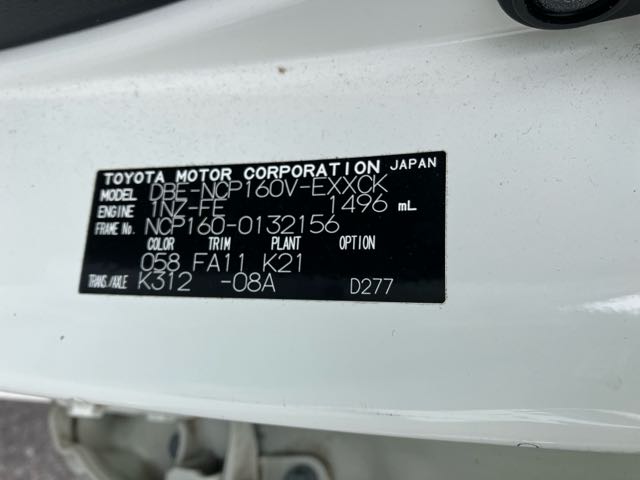 TOYOTA MOTOR CORPORATION JAPAN
MODEL DBE-NCP160V-EXXCK
ENGINE 1NZ-FE 1496 mL
FRAME No. NCP160-0132156
COLOR TRIM PLANT OPTION
058 FA11 K21
TRANS./AXLE K312 -08A D277